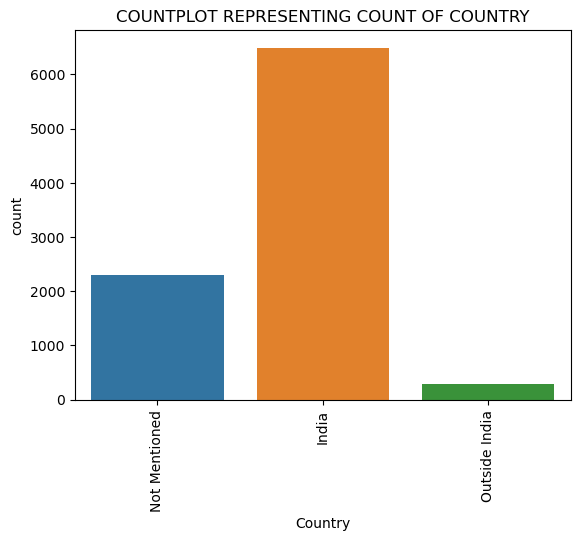 COUNTPLOT REPRESENTING COUNT OF COUNTRY
6000
5000
4000
3000
2000
1000
0
count
Not Mentioned
India
Outside India
Country